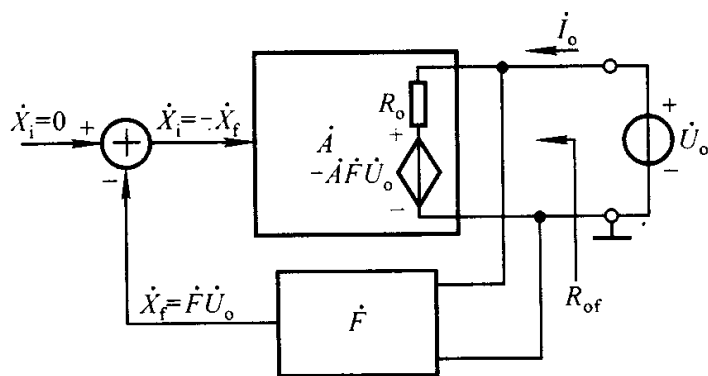 İ_o
Ẋ_i=0
+
Ẋ_i=-Ẋ_f
R_o
+
Ȧ
-ȦḞU̇_o
-
+
U̇_o
-
-
Ẋ_f=ḞU̇_o
Ḟ
R_of